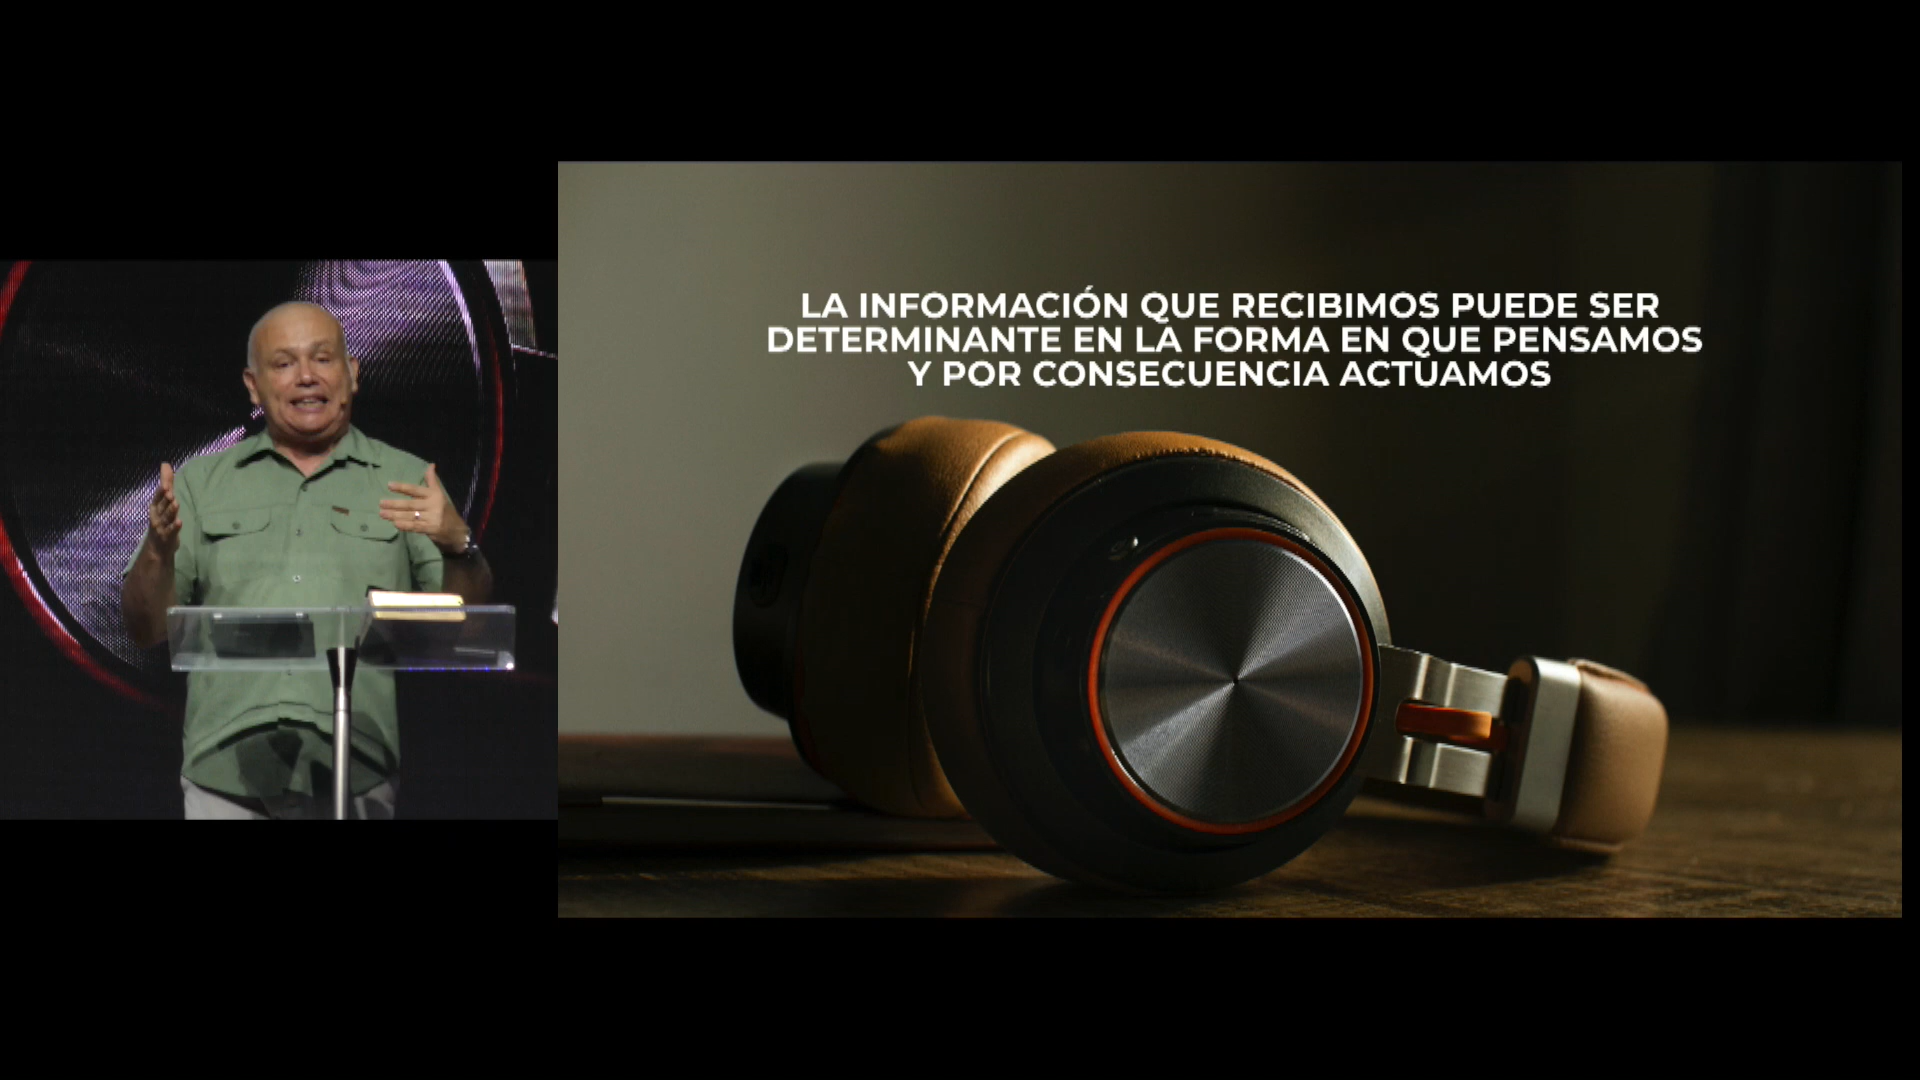 LA INFORMACIÓN QUE RECIBIMOS PUEDE SER
DETERMINANTE EN LA FORMA EN QUE PENSAMOS
Y POR CONSECUENCIA ACTUAMOS